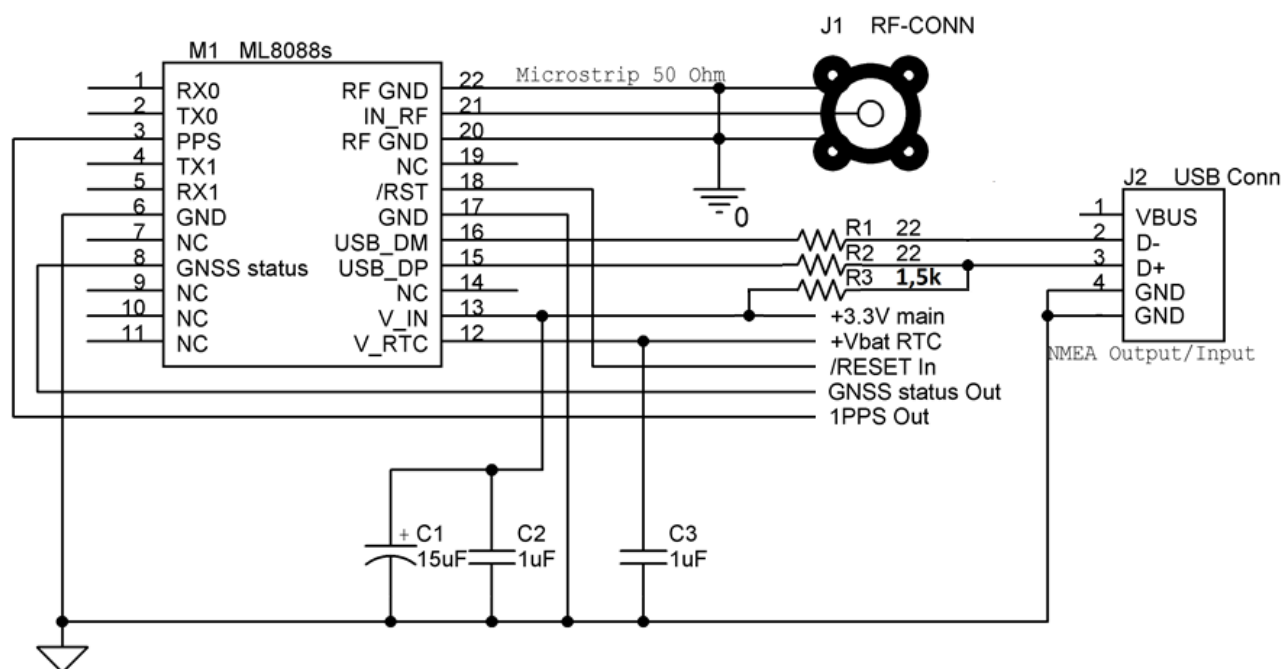 J1 RF-CONN
M1 ML8088s
Microstrip 50 Ohm
1 RX0 RF GND 22
2 TX0 IN_RF 21
3 PPS RF GND 20
4 TX1 NC 19
5 RX1 /RST 18
6 GND GND 17
7 NC USB_DM 16
8 GNSS status USB_DP 15
9 NC NC 14
10 NC V_IN 13
11 NC V_RTC 12
0
J2 USB Conn
1 VBUS
2 D-
3 D+
4 GND
GND
NMEA Output/Input
R1 22
R2 22
R3 1,5k
+3.3V main
+Vbat RTC
/RESET In
GNSS status Out
1PPS Out
+ C1
15uF
C2
1uF
C3
1uF